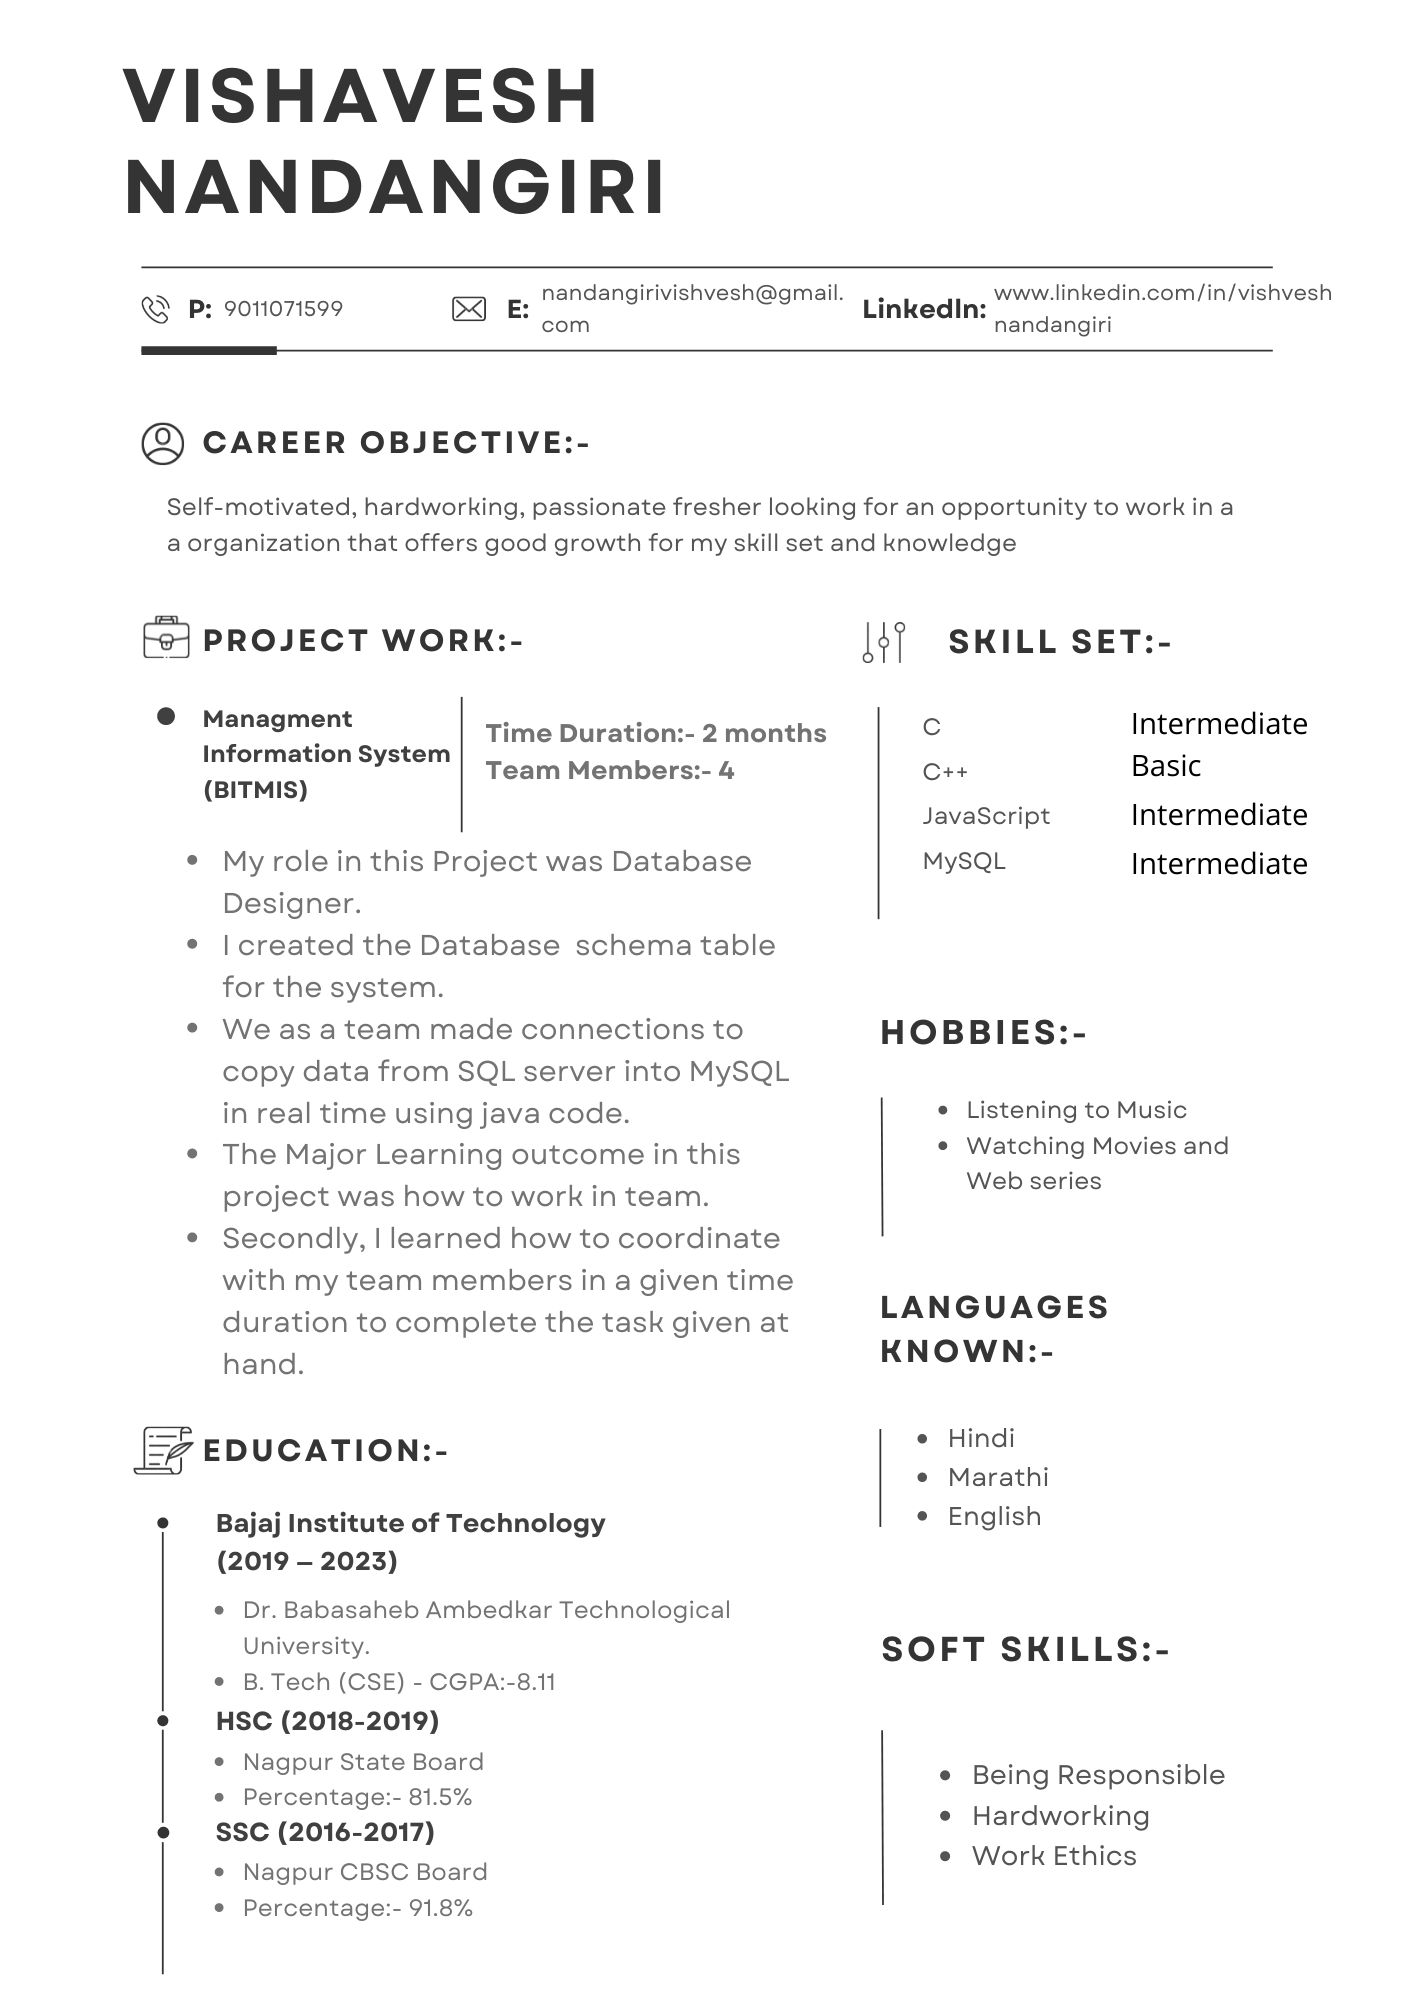 VISHAVESH
NANDANGIRI
P: 9011071599
E: nandangirivishvesh@gmail.
com
LinkedIn: www.linkedin.com/in/vishvesh
nandangiri
CAREER OBJECTIVE:-
Self-motivated, hardworking, passionate fresher looking for an opportunity to work in a
a organization that offers good growth for my skill set and knowledge
PROJECT WORK:-
Managment
Information System
(BITMIS)
Time Duration:- 2 months
Team Members:- 4
• My role in this Project was Database
Designer.
• I created the Database  schema table
for the system.
• We as a team made connections to
copy data from SQL server into MySQL
in real time using java code.
• The Major Learning outcome in this
project was how to work in team.
• Secondly, I learned how to coordinate
with my team members in a given time
duration to complete the task given at
hand.
EDUCATION:-
Bajaj Institute of Technology
(2019 – 2023)
• Dr. Babasaheb Ambedkar Technological
University.
• B. Tech (CSE) - CGPA:-8.11
HSC (2018-2019)
• Nagpur State Board
• Percentage:- 81.5%
SSC (2016-2017)
• Nagpur CBSC Board
• Percentage:- 91.8%
SKILL SET:-
C Intermediate
C++ Basic
JavaScript Intermediate
MySQL Intermediate
HOBBIES:-
• Listening to Music
• Watching Movies and
Web series
LANGUAGES
KNOWN:-
• Hindi
• Marathi
• English
SOFT SKILLS:-
• Being Responsible
• Hardworking
• Work Ethics